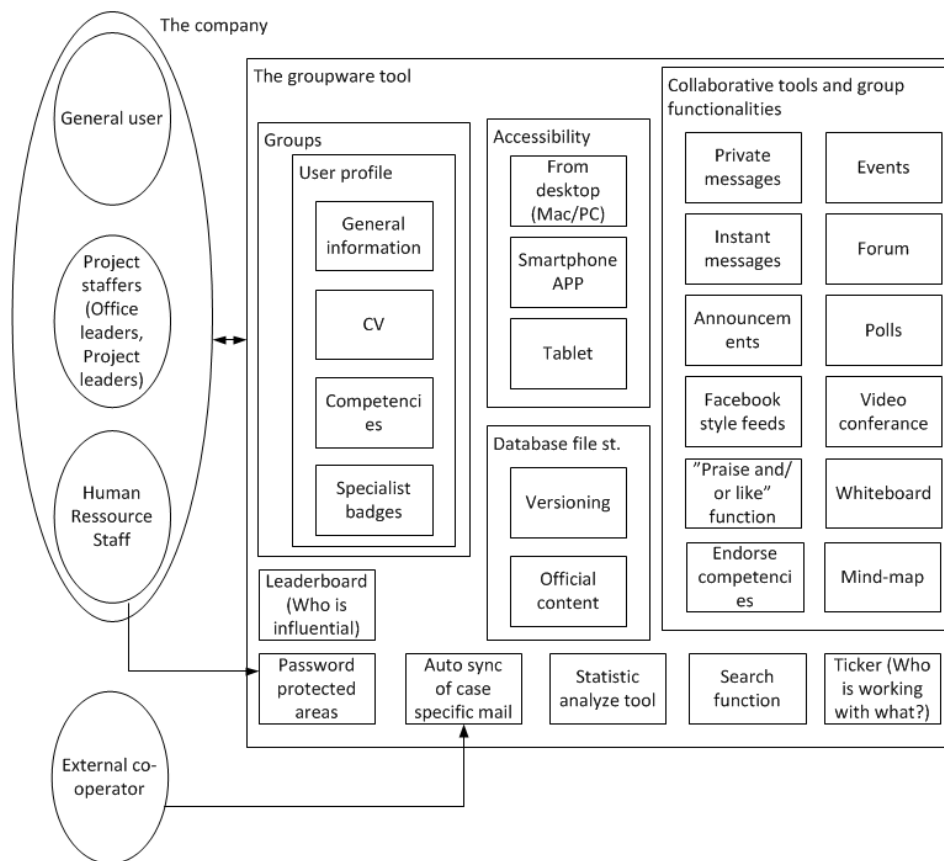 The company
General user
Project
staffers
(Office
leaders,
Project
leaders)
Human
Ressource
Staff
External co-
operator
The groupware tool
Groups
User profile
General
information
CV
Competenci
es
Specialist
badges
Leaderboard
(Who is
influential)
Password
protected
areas
Accessibility
From
desktop
(Mac/PC)
Smartphone
APP
Tablet
Database file st.
Versioning
Official
content
Auto sync
of case
specific mail
Statistic
analyze tool
Collaborative tools and group
functionalities
Private
messages
Events
Instant
messages
Forum
Announcem
ents
Polls
Facebook
style feeds
Video
conferance
”Praise and/
or like”
function
Whiteboard
Endorse
competenci
es
Mind-map
Search
function
Ticker (Who
is working
with what?)